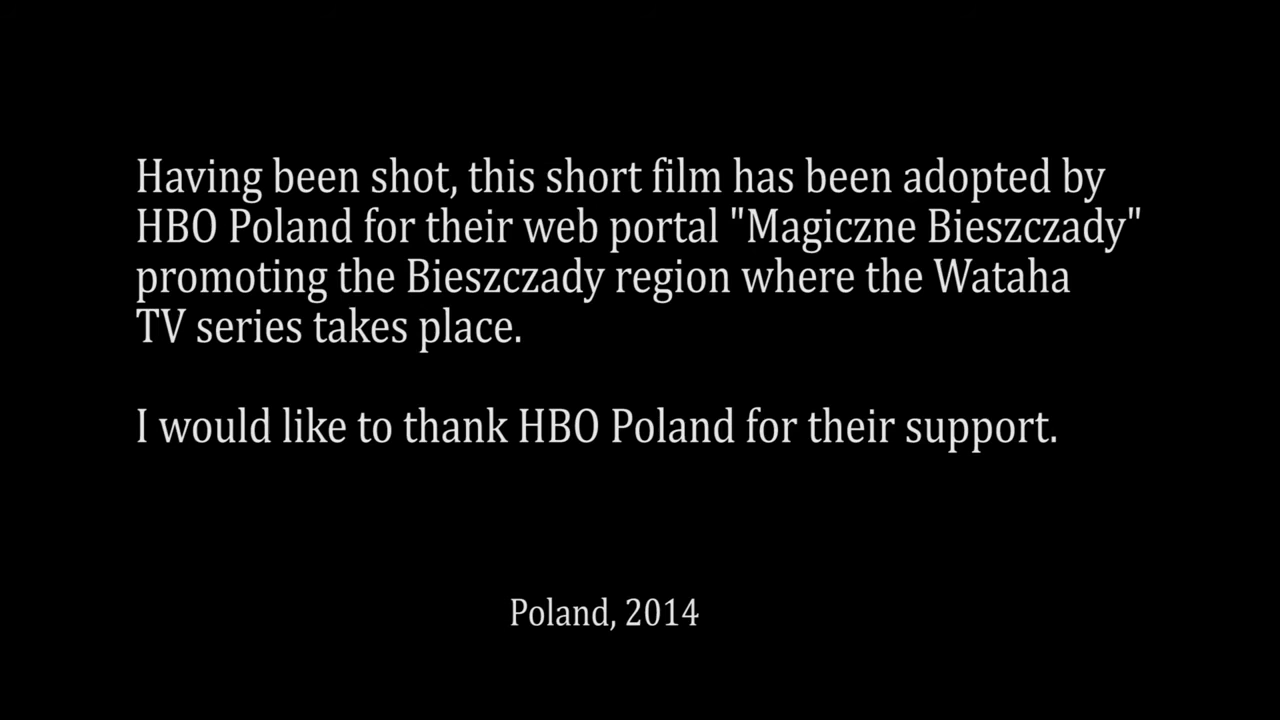 Having been shot, this short film has been adopted by
HBO Poland for their web portal "Magiczne Bieszczady"
promoting the Bieszczady region where the Wataha
TV series takes place.
I would like to thank HBO Poland for their support.
Poland, 2014